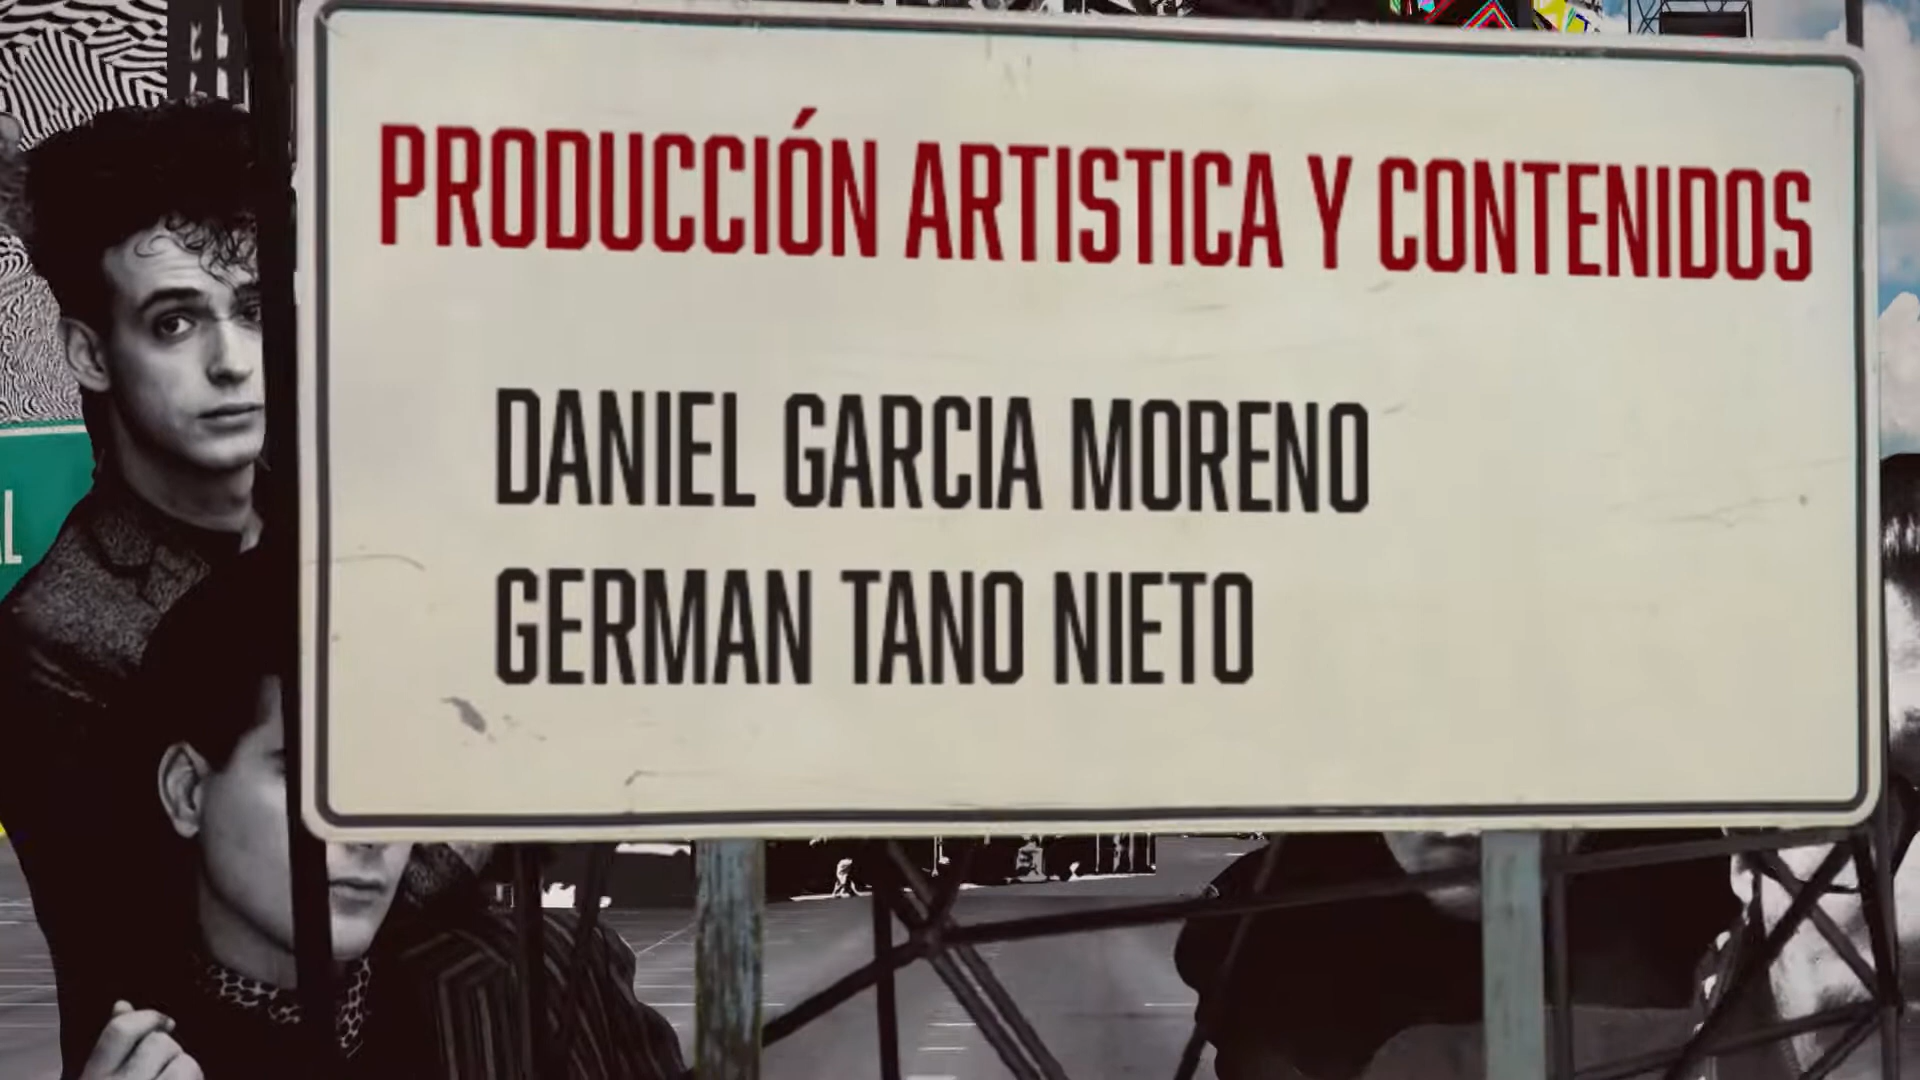 PRODUCCIÓN ARTISTICA Y CONTENIDOS
DANIEL GARCIA MORENO
GERMAN TANO NIETO